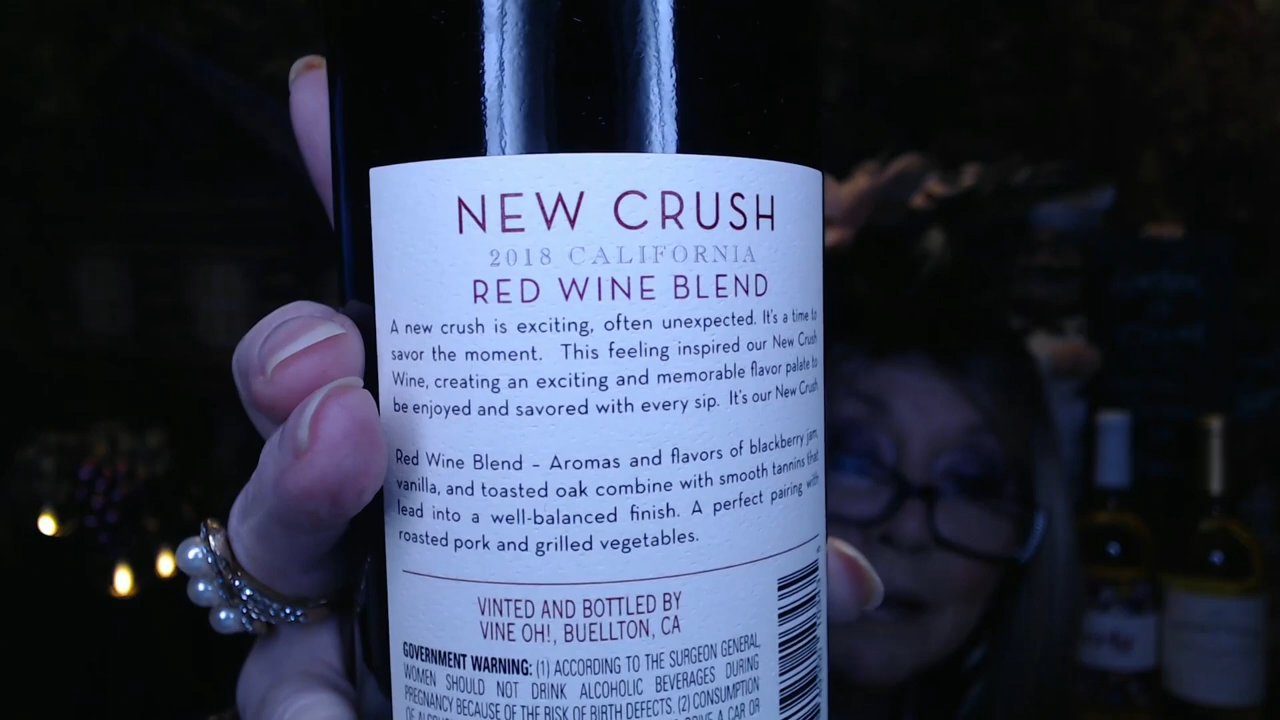 NEW CRUSH
2018 CALIFORNIA
RED WINE BLEND
A new crush is exciting, often unexpected. It's a time to
savor the moment. This feeling inspired our New Crush
Wine, creating an exciting and memorable flavor palate to
be enjoyed and savored with every sip. It's our New Crush
Red Wine Blend - Aromas and flavors of blackberry jam,
vanilla, and toasted oak combine with smooth tannins that
lead into a well-balanced finish. A perfect pairing with
roasted pork and grilled vegetables.
VINTED AND BOTTLED BY
VINE OH!, BUELLTON, CA
GOVERNMENT WARNING: (1) ACCORDING TO THE SURGEON GENERAL,
WOMEN SHOULD NOT DRINK ALCOHOLIC BEVERAGES DURING
PREGNANCY BECAUSE OF THE RISK OF BIRTH DEFECTS. (2) CONSUMPTION
A CAR OR